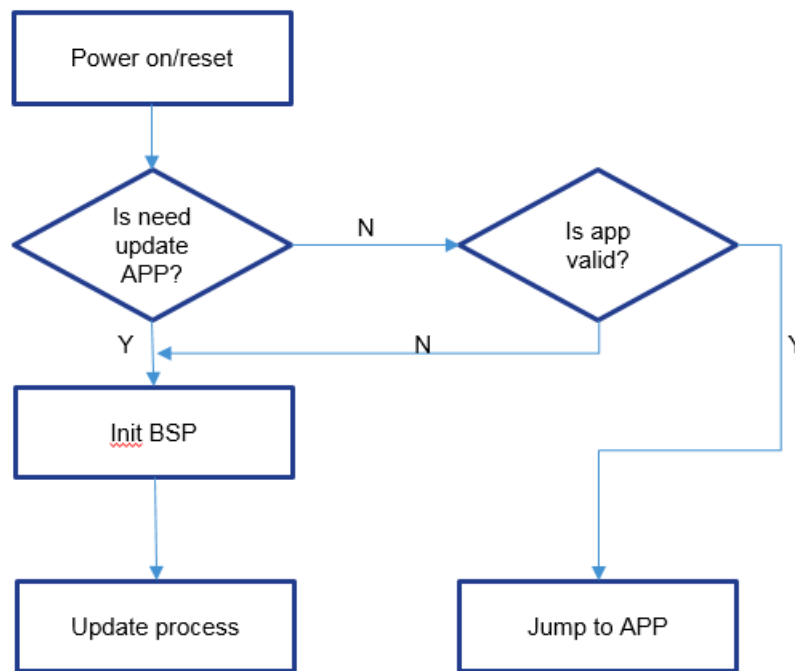 Power on/reset
Is need
update
APP?
N
Is app
valid?
Y
N
Y
Init BSP
Update process
Jump to APP